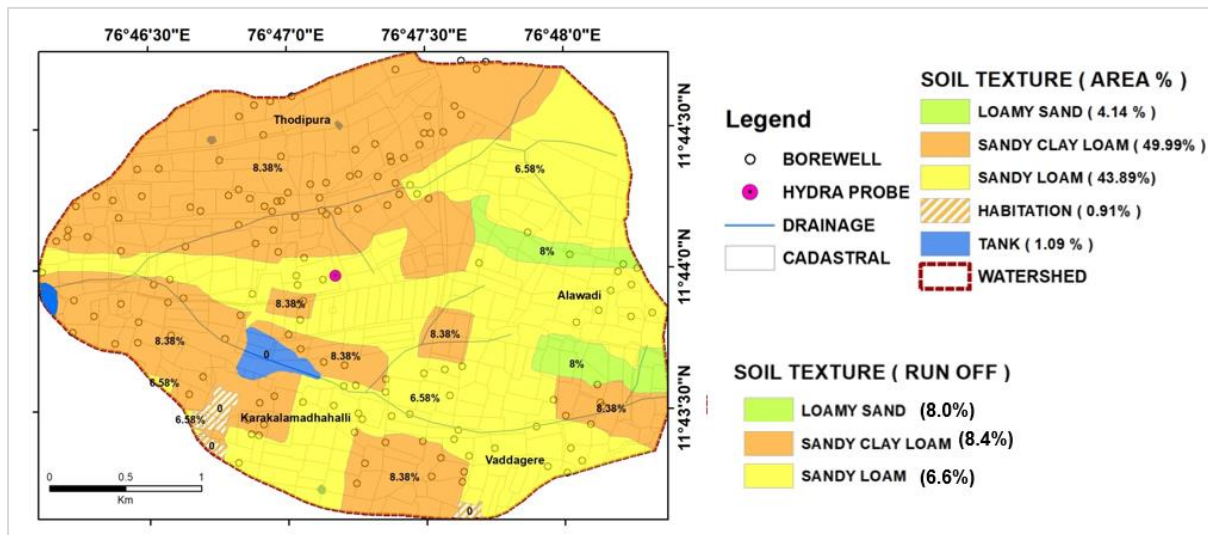 76°46'30"E 76°47'0"E 76°47'30"E 76°48'0"E
Thodipura
8.38%
6.58%
11°44'30"N
8%
11°44'0"N
Alawadi
8.38%
8.38%
8.38%
0
8.38%
8%
6.58%
6.58%
0
6.58%
8.38%
Karakalamadhahalli
11°43'30"N
0
Vaddagere
8.38%
0
0 0.5 1
Km
Legend
BOREWELL
HYDRA PROBE
DRAINAGE
CADASTRAL
SOIL TEXTURE ( AREA % )
LOAMY SAND ( 4.14 % )
SANDY CLAY LOAM ( 49.99% )
SANDY LOAM ( 43.89%)
HABITATION ( 0.91% )
TANK ( 1.09 % )
WATERSHED
SOIL TEXTURE ( RUN OFF )
LOAMY SAND (8.0%)
SANDY CLAY LOAM (8.4%)
SANDY LOAM (6.6%)